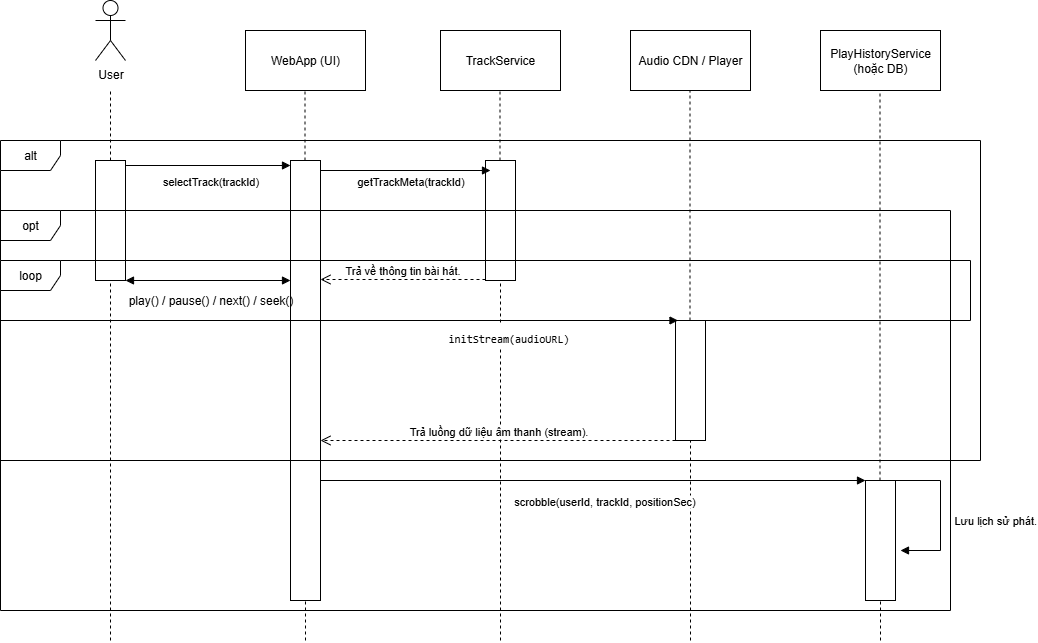 User
WebApp (UI)
TrackService
Audio CDN / Player
PlayHistoryService
(hoặc DB)
alt
selectTrack(trackId)
getTrackMeta(trackId)
opt
loop
Trả về thông tin bài hát.
play() / pause() / next() / seek()
initStream(audioURL)
Trả luồng dữ liệu âm thanh (stream).
scrobble(userId, trackId, positionSec)
Lưu lịch sử phát.